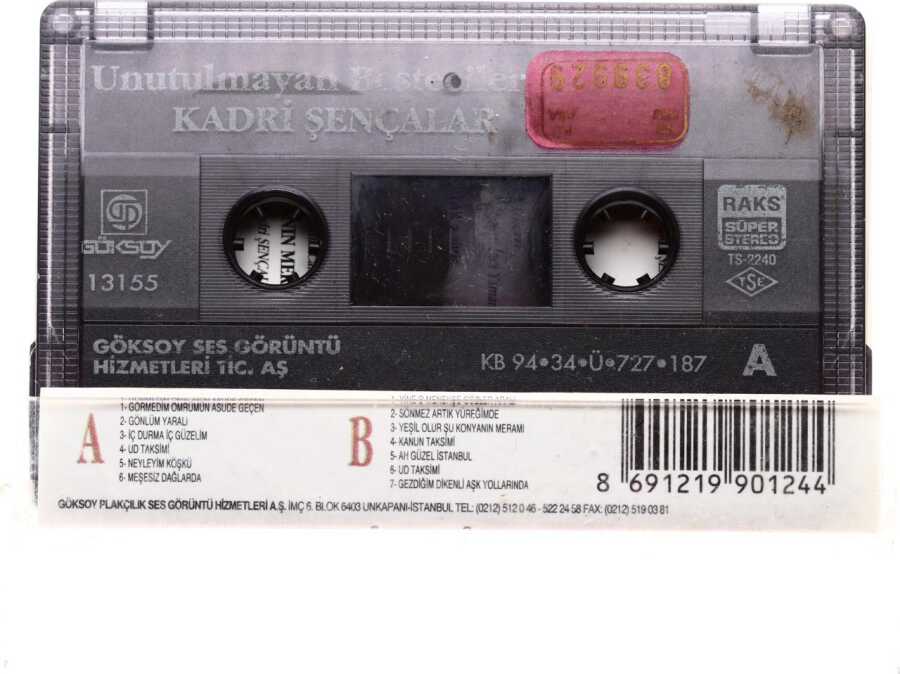 Unutulmayan Besteciler
KADRİ ŞENÇALAR
039929
GÖKSOY
13155
RAKS
SÜPER
STEREO
TS-2240
TSE
GÖKSOY SES GÖRÜNTÜ
HİZMETLERİ TİC. AŞ
KB 94•34•Ü•727•187
A
A
1- GÖRMEDİM ÖMRÜMÜN ASUDE GEÇEN
2- GÖNLÜM YARALI
3- İÇ DURMA İÇ GÜZELİM
4- UD TAKSİMİ
5- NEYLEYİM KÖŞKÜ
6- MEŞESİZ DAĞLARDA
B
2- SÖNMEZ ARTIK YÜREĞİMDE
3- YEŞİL OLUR ŞU KONYANIN MERAMI
4- KANUN TAKSİMİ
5- AH GÜZEL İSTANBUL
6- UD TAKSİMİ
7- GEZDİĞİM DİKENLİ AŞK YOLLARINDA
8 691219 901244
GÖKSOY PLAKÇILIK SES GÖRÜNTÜ HİZMETLERİ A.Ş. İMÇ 6. BLOK 6403 UNKAPANI-İSTANBUL TEL: (0212) 512 0 46 - 522 24 58 FAX: (0212) 519 03 81